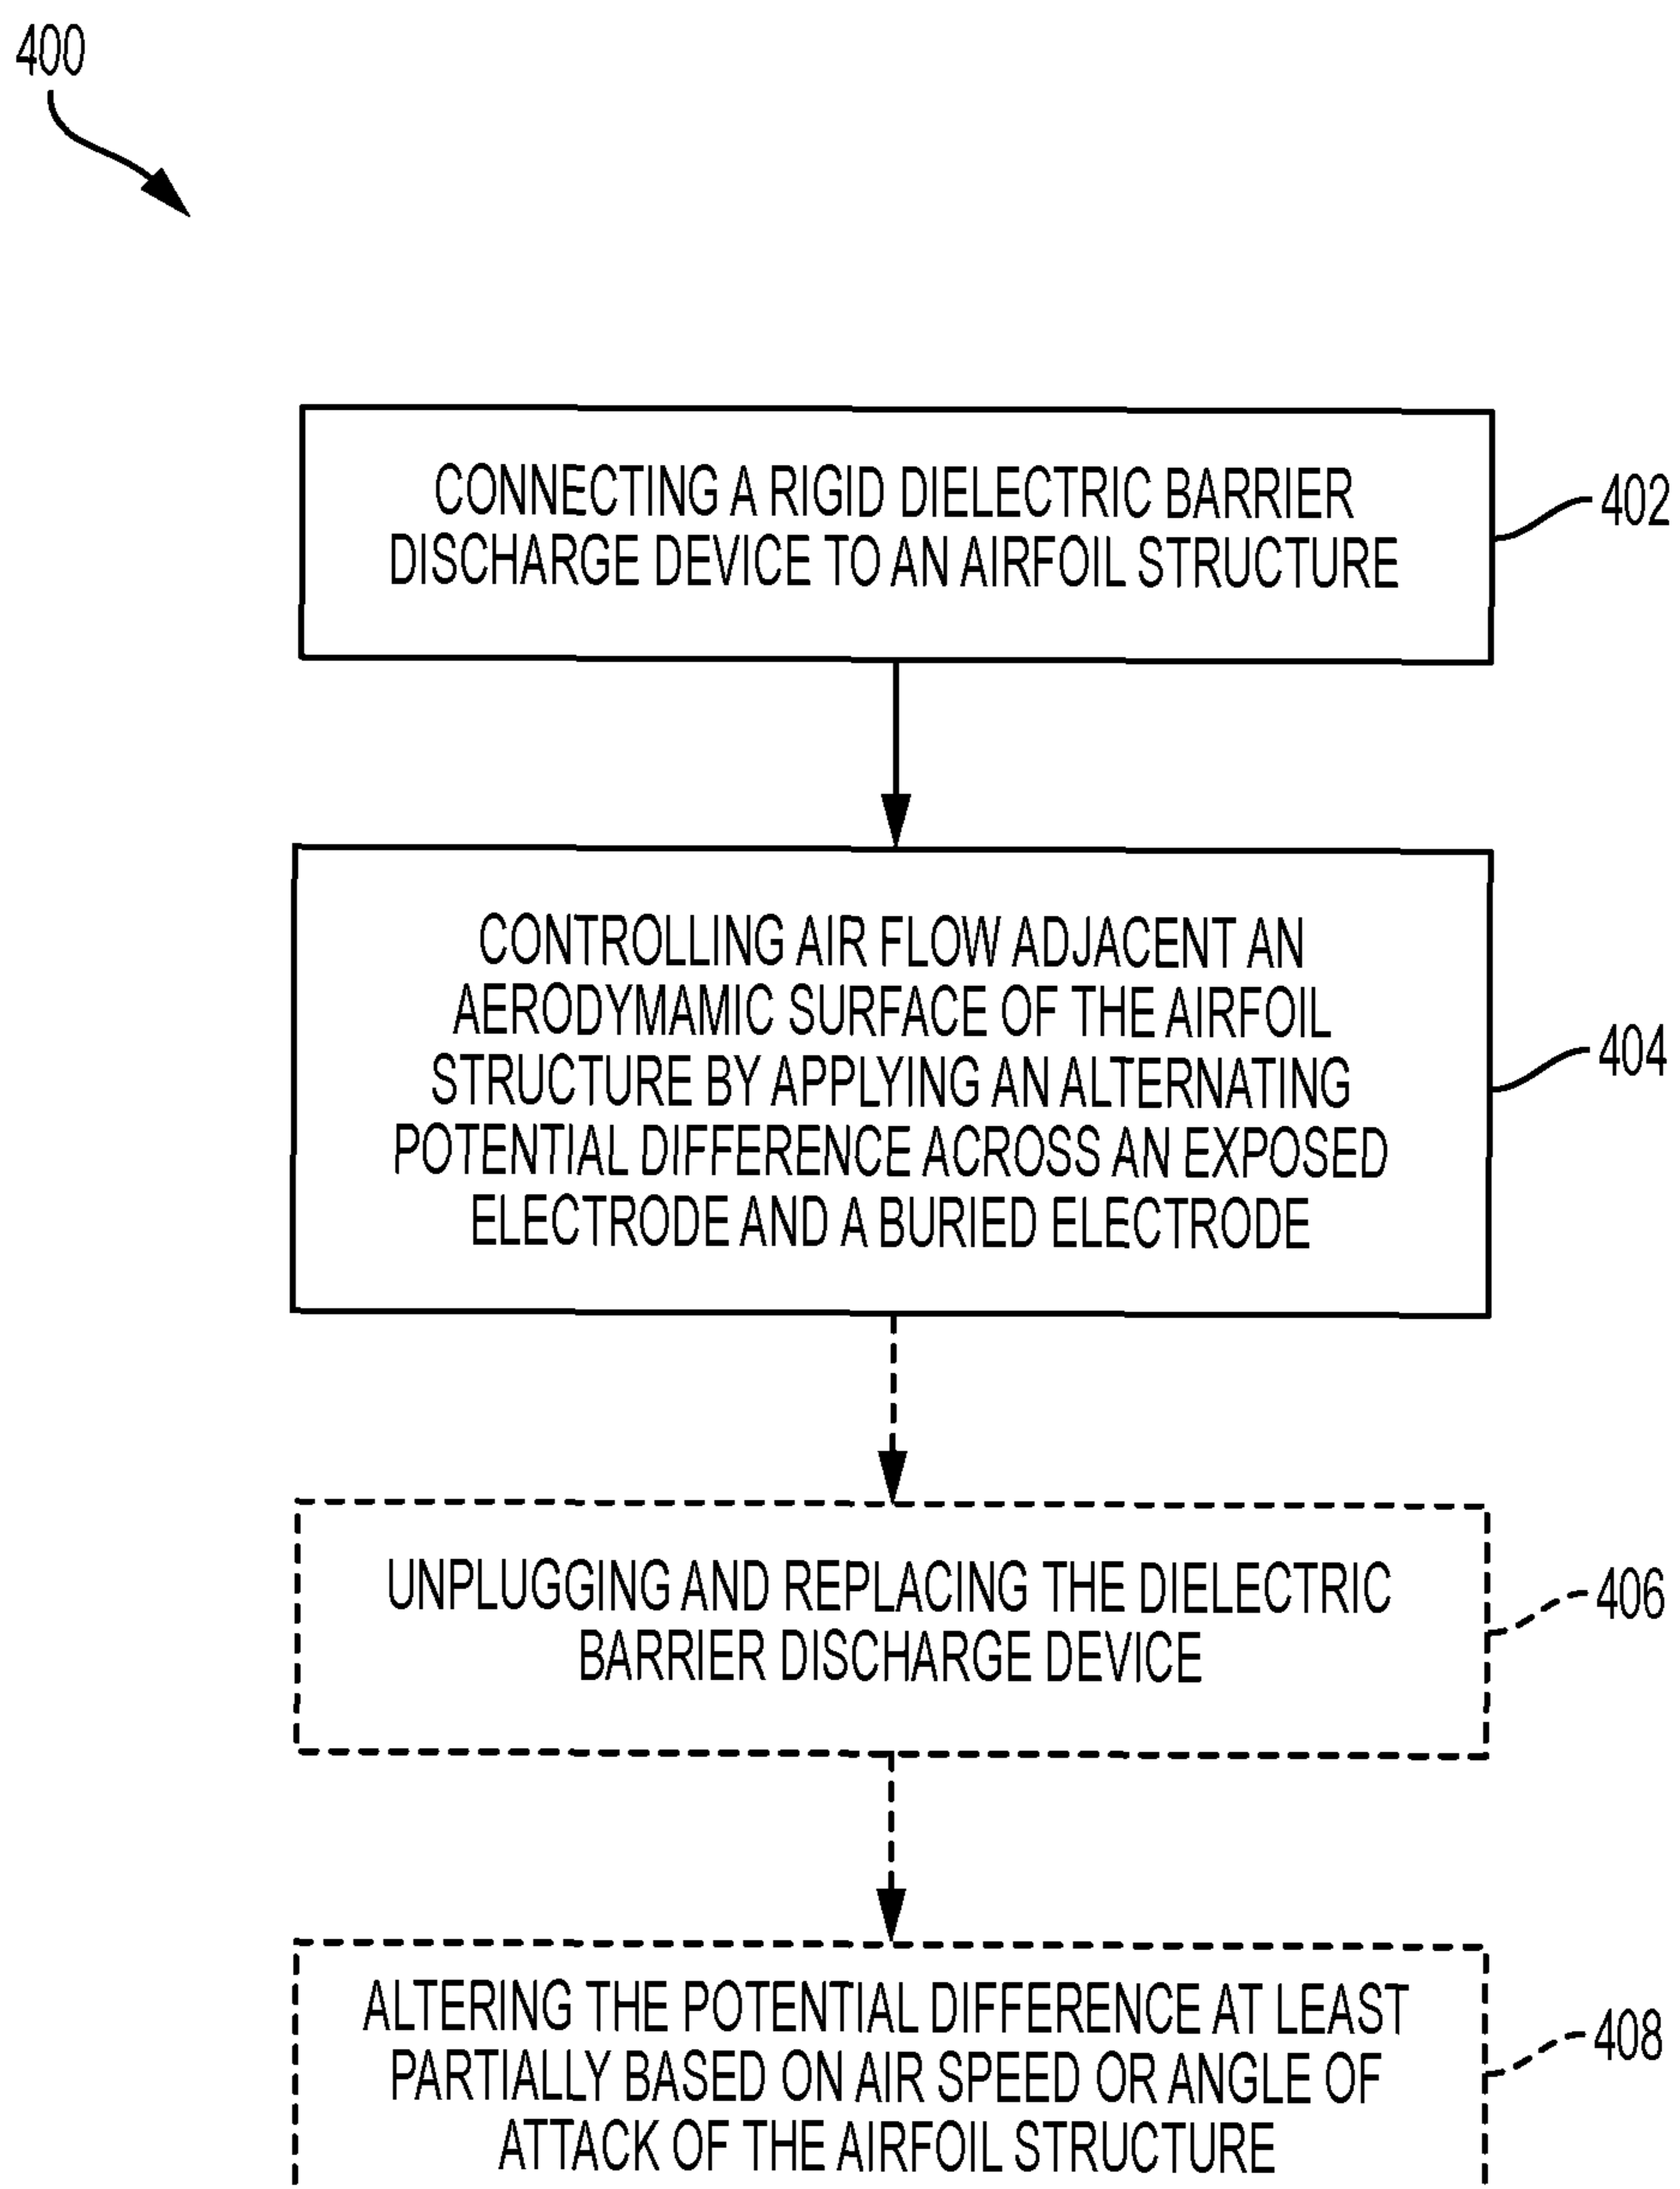 400
CONNECTING A RIGID DIELECTRIC BARRIER
DISCHARGE DEVICE TO AN AIRFOIL STRUCTURE
402
CONTROLLING AIR FLOW ADJACENT AN
AERODYMAMIC SURFACE OF THE AIRFOIL
STRUCTURE BY APPLYING AN ALTERNATING
POTENTIAL DIFFERENCE ACROSS AN EXPOSED
ELECTRODE AND A BURIED ELECTRODE
404
UNPLUGGING AND REPLACING THE DIELECTRIC
BARRIER DISCHARGE DEVICE
406
ALTERING THE POTENTIAL DIFFERENCE AT LEAST
PARTIALLY BASED ON AIR SPEED OR ANGLE OF
ATTACK OF THE AIRFOIL STRUCTURE
408